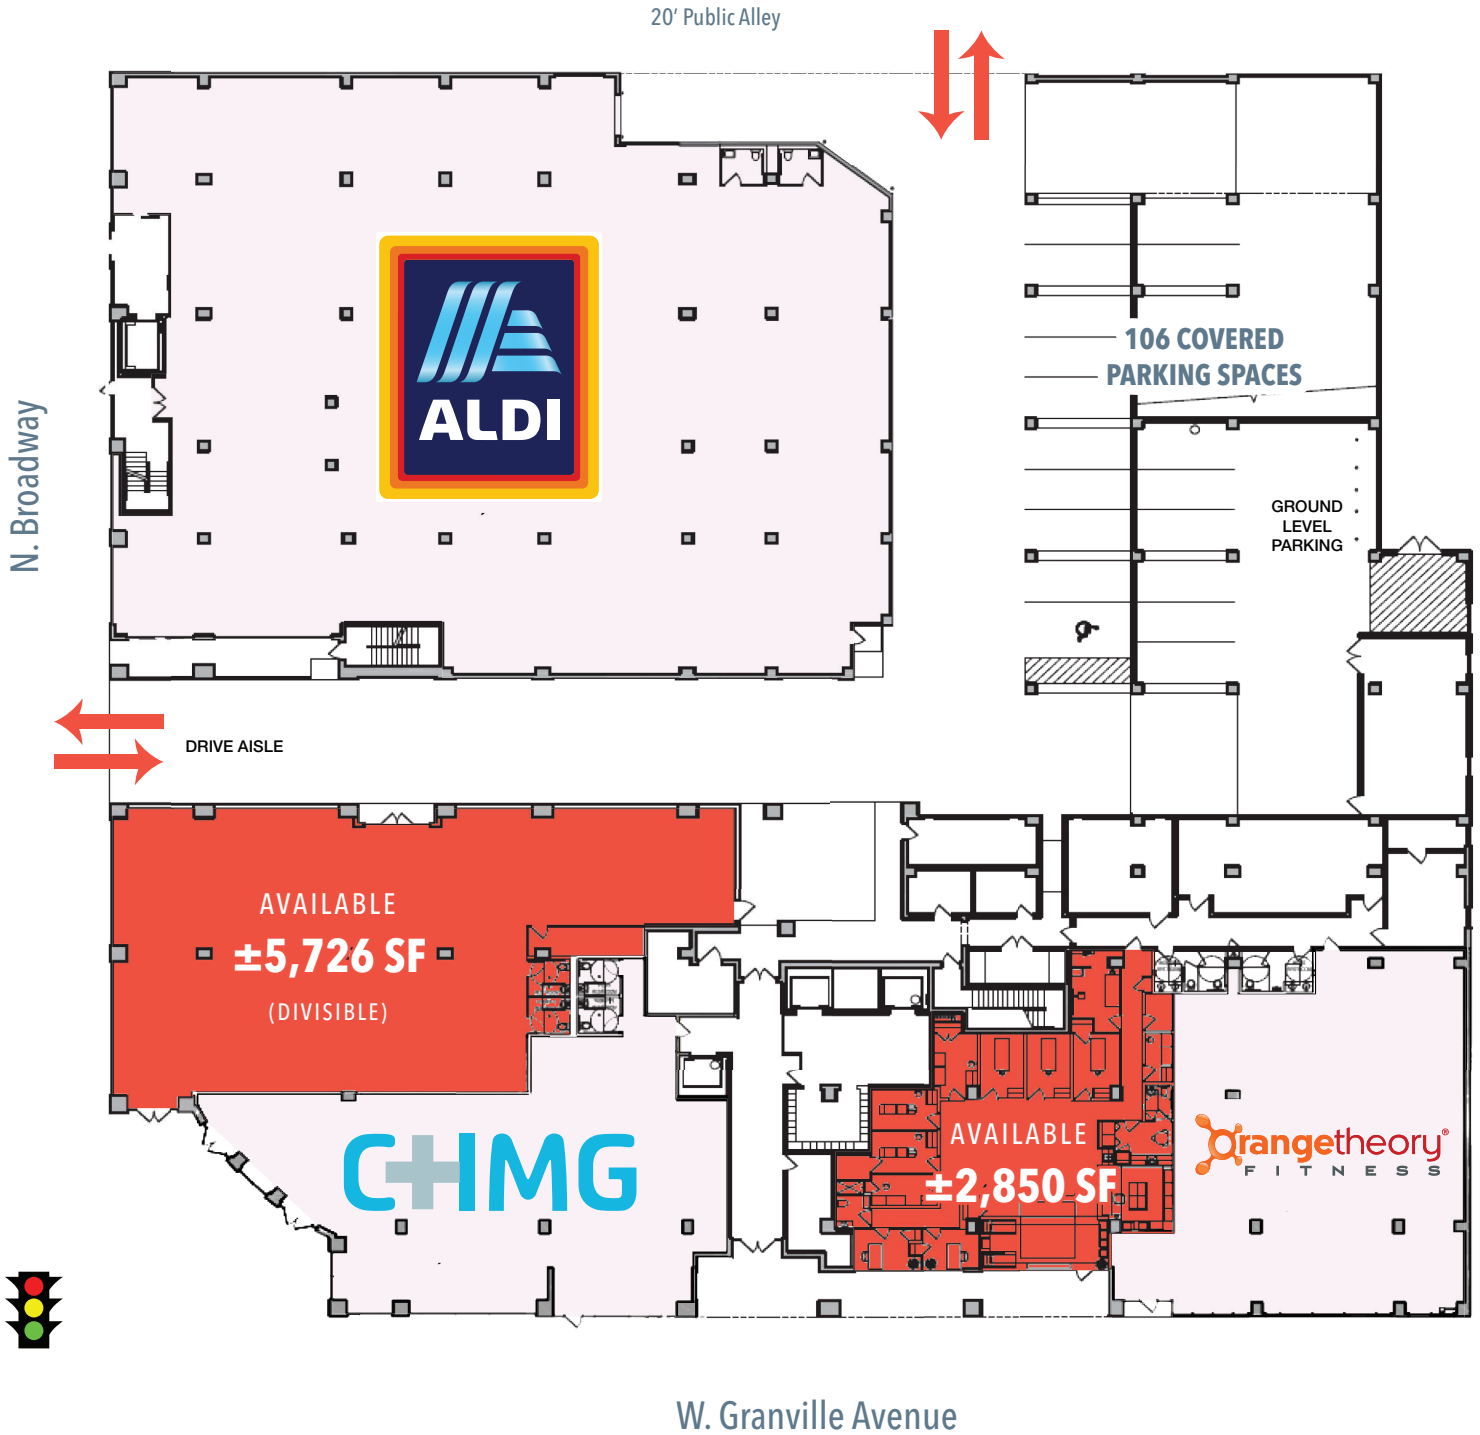 20' Public Alley
ALDI
106 COVERED
PARKING SPACES
N. Broadway
GROUND
LEVEL
PARKING
DRIVE AISLE
AVAILABLE
±5,726 SF
(DIVISIBLE)
AVAILABLE
±2,850 SF
CHMG
Orangetheory®
FITNESS
W. Granville Avenue